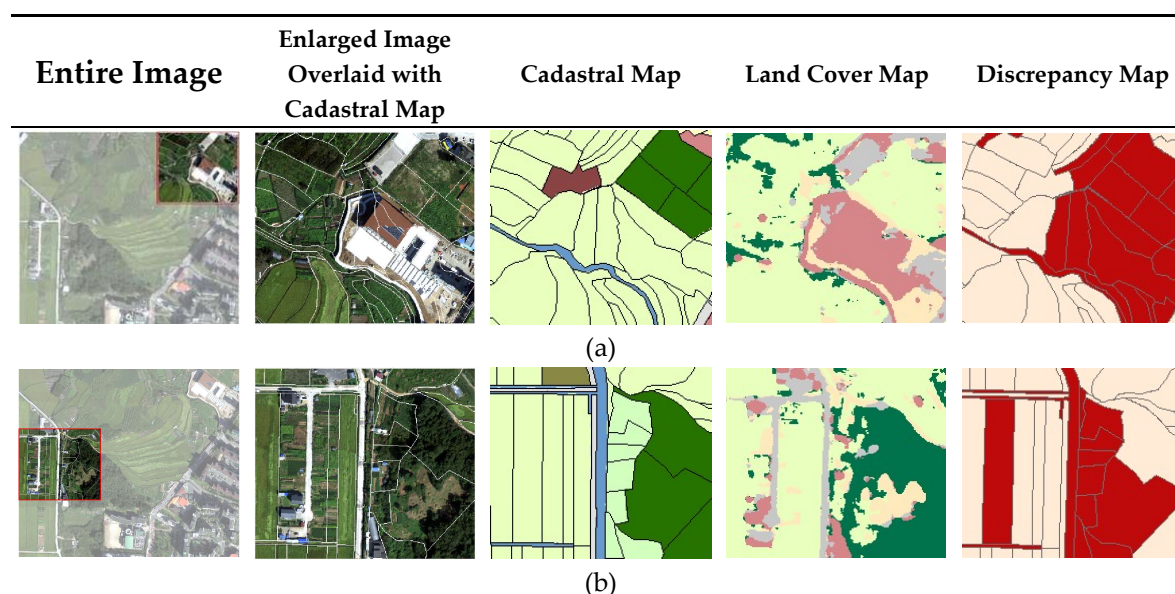 Entire Image
Enlarged Image
Overlaid with
Cadastral Map
Cadastral Map
Land Cover Map
Discrepancy Map
(a)
(b)